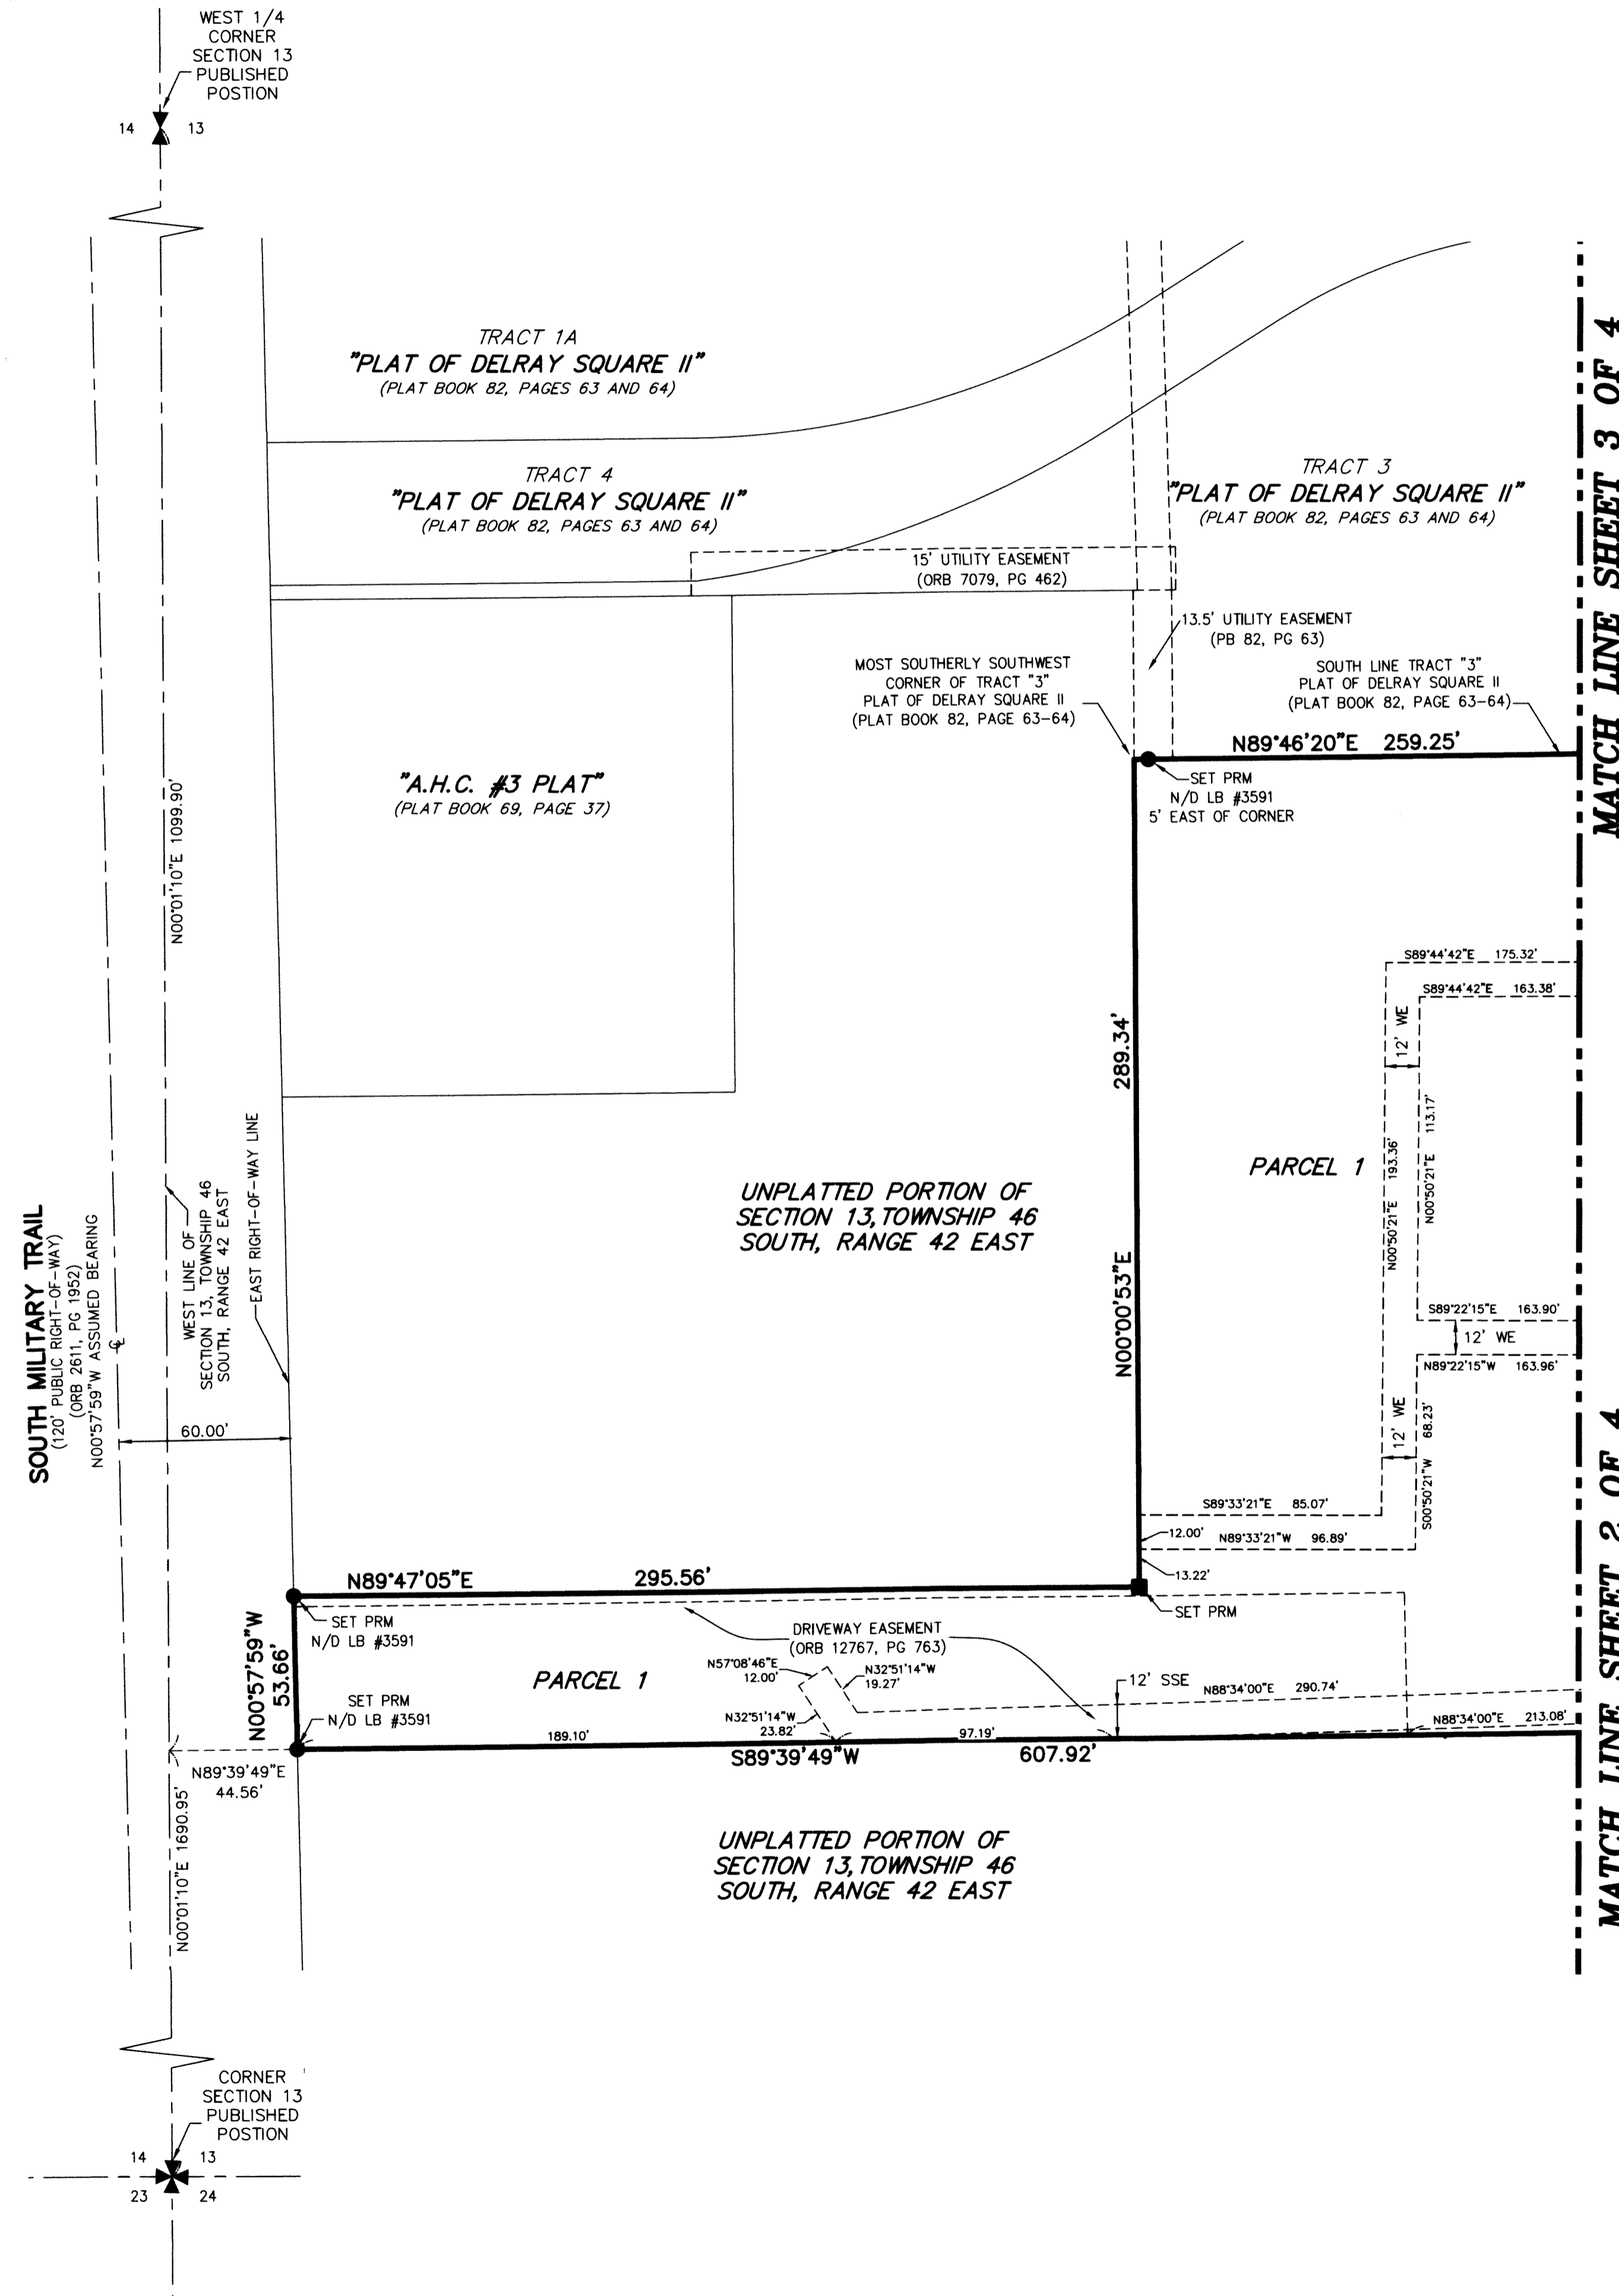 WEST 1/4
CORNER
SECTION 13
PUBLISHED
POSTION
14
13
TRACT 1A
"PLAT OF DELRAY SQUARE II"
(PLAT BOOK 82, PAGES 63 AND 64)
TRACT 4
"PLAT OF DELRAY SQUARE II"
(PLAT BOOK 82, PAGES 63 AND 64)
TRACT 3
"PLAT OF DELRAY SQUARE II"
(PLAT BOOK 82, PAGES 63 AND 64)
MATCH LINE SHEET 3 OF 4
15' UTILITY EASEMENT
(ORB 7079, PG 462)
13.5' UTILITY EASEMENT
(PB 82, PG 63)
MOST SOUTHERLY SOUTHWEST
CORNER OF TRACT "3"
PLAT OF DELRAY SQUARE II
(PLAT BOOK 82, PAGE 63-64)
SOUTH LINE TRACT "3"
PLAT OF DELRAY SQUARE II
(PLAT BOOK 82, PAGE 63-64)
N89°46'20"E 259.25'
SET PRM
N/D LB #3591
5' EAST OF CORNER
"A.H.C. #3 PLAT"
(PLAT BOOK 69, PAGE 37)
N00°01'10"E 1099.90'
S89°44'42"E 175.32'
S89°44'42"E 163.38'
12' WE
289.34'
N00°00'53"E
PARCEL 1
N00°50'21"E 193.36'
N00°50'21"E 113.17'
UNPLATTED PORTION OF
SECTION 13, TOWNSHIP 46
SOUTH, RANGE 42 EAST
SOUTH MILITARY TRAIL
(120' PUBLIC RIGHT-OF-WAY)
(ORB 2611, PG 1952)
N00°57'59"W ASSUMED BEARING
WEST LINE OF
SECTION 13, TOWNSHIP 46
SOUTH, RANGE 42 EAST
EAST RIGHT-OF-WAY LINE
60.00'
S89°22'15"E 163.90'
12' WE
N89°22'15"W 163.96'
12' WE
S00°50'21"W 68.23'
S89°33'21"E 85.07'
12.00'
N89°33'21"W 96.89'
13.22'
MATCH LINE SHEET 2 OF 4
N89°47'05"E 295.56'
SET PRM
N/D LB #3591
SET PRM
DRIVEWAY EASEMENT
(ORB 12767, PG 763)
N00°57'59"W
53.66'
PARCEL 1
N57°08'46"E
12.00'
N32°51'14"W
19.27'
12' SSE
N88°34'00"E 290.74'
SET PRM
N/D LB #3591
N32°51'14"W
23.82'
189.10'
97.19'
N88°34'00"E 213.08'
S89°39'49"W 607.92'
N89°39'49"E
44.56'
N00°01'10"E 1690.95'
UNPLATTED PORTION OF
SECTION 13, TOWNSHIP 46
SOUTH, RANGE 42 EAST
CORNER
SECTION 13
PUBLISHED
POSTION
14
13
23
24